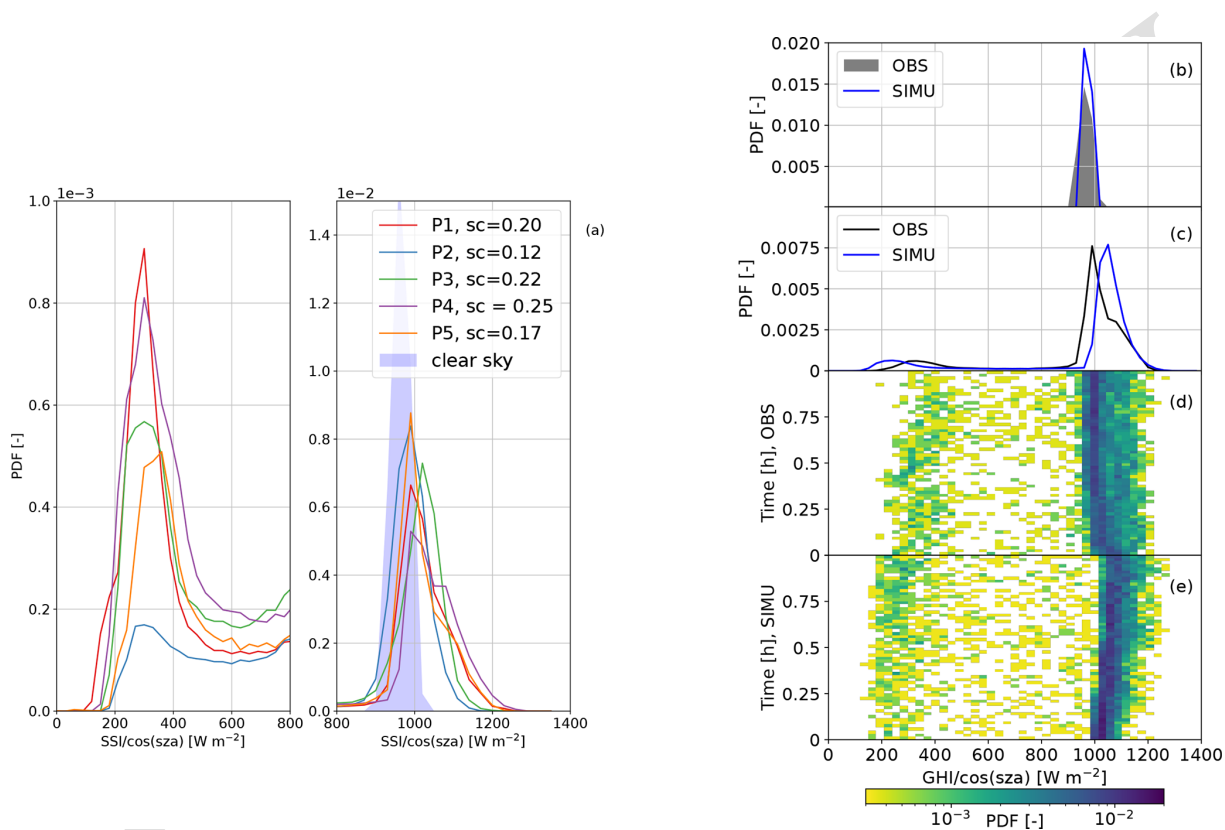 1e−3
1.0
0.8
0.6
0.4
0.2
0.0
PDF [-]
0 200 400 600 800
SSI/cos(sza) [W m−2]
1e−2
1.4
1.2
1.0
0.8
0.6
0.4
0.2
0.0
P1, sc=0.20
P2, sc=0.12
P3, sc=0.22
P4, sc = 0.25
P5, sc=0.17
clear sky
800 1000 1200 1400
SSI/cos(sza) [W m−2]
(a)
0.020
0.015
0.010
0.005
PDF [-]
OBS
SIMU
(b)
0.0075
0.005
0.0025
0
PDF [-]
OBS
SIMU
(c)
0.75
0.5
0.25
0
Time [h], OBS
(d)
0.75
0.5
0.25
0
Time [h], SIMU
(e)
0 200 400 600 800 1000 1200 1400
GHI/cos(sza) [W m−2]
10−3 PDF [-] 10−2